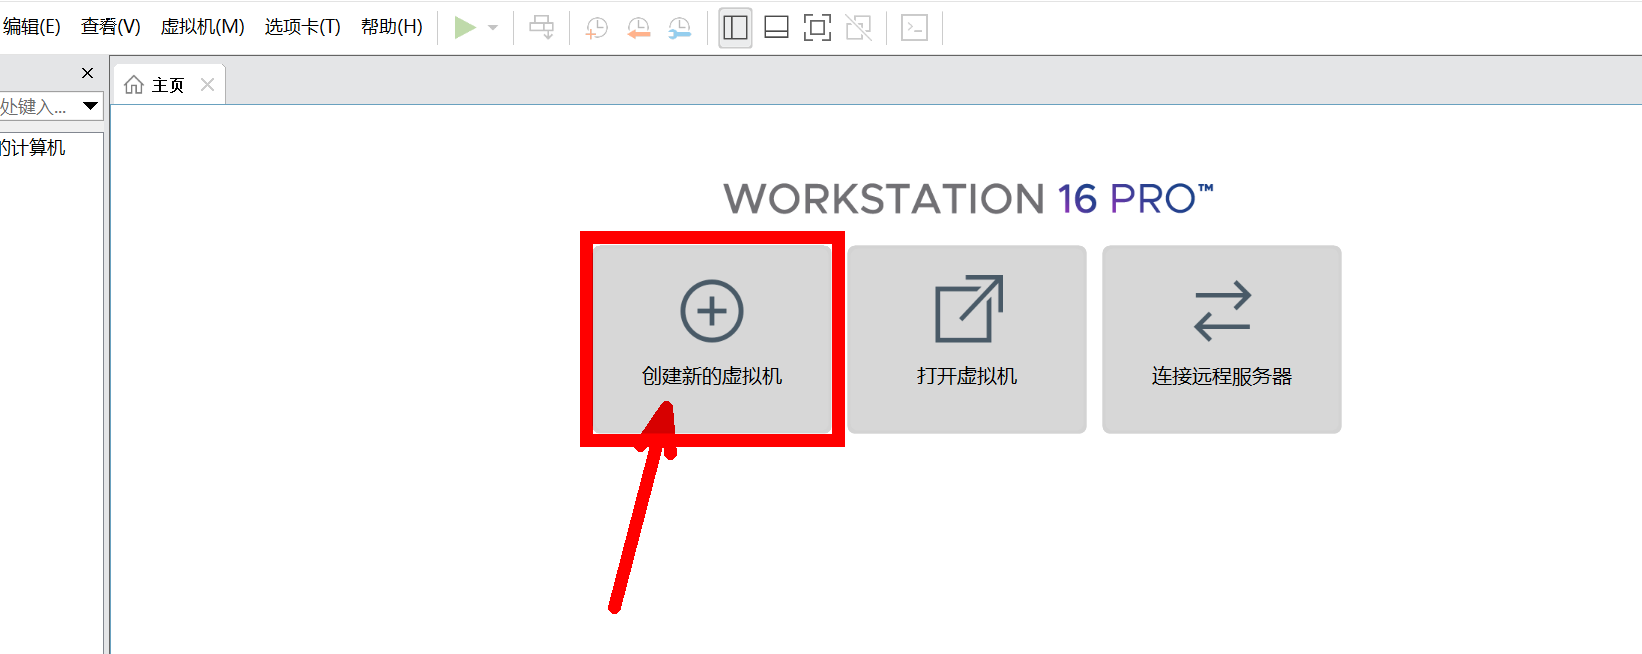 编辑(E) 查看(V) 虚拟机(M) 选项卡(T) 帮助(H)
主页
处键入...
的计算机
WORKSTATION 16 PRO™
创建新的虚拟机 打开虚拟机 连接远程服务器